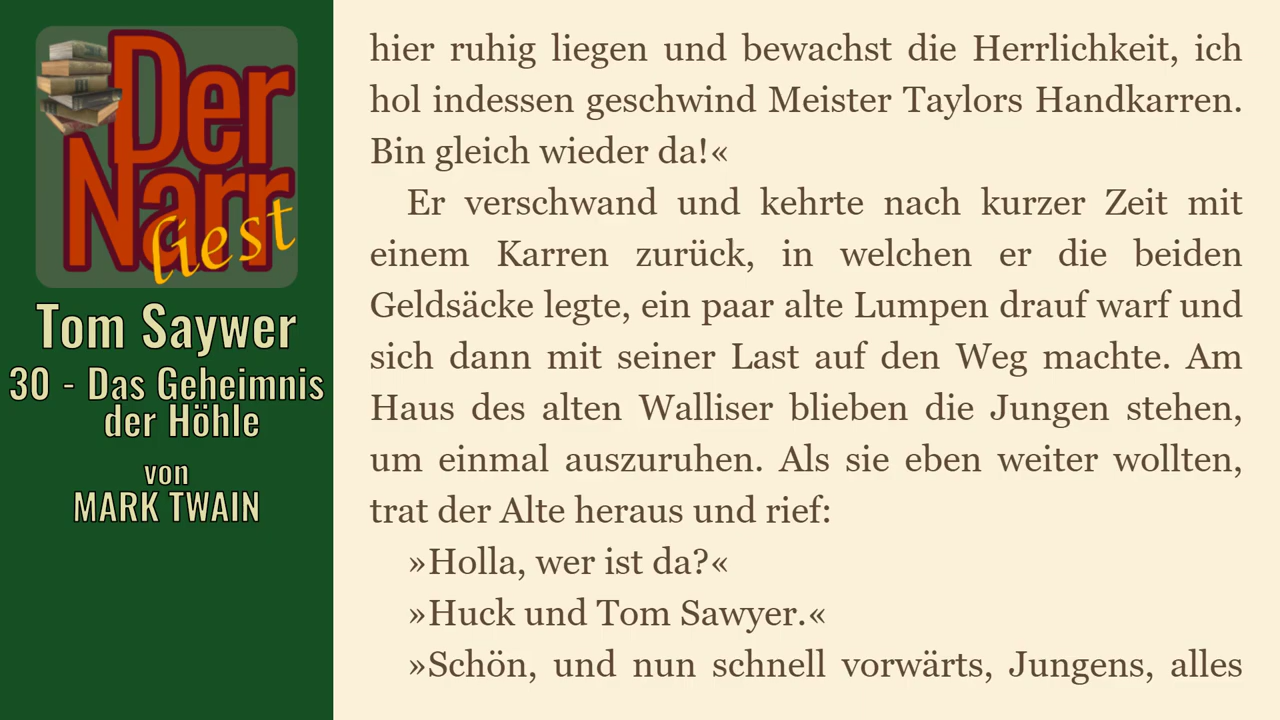 Der
Narr
liest
Tom Saywer
30 - Das Geheimnis
der Höhle
von
MARK TWAIN
hier ruhig liegen und bewachst die Herrlichkeit, ich
hol indessen geschwind Meister Taylors Handkarren.
Bin gleich wieder da!«
Er verschwand und kehrte nach kurzer Zeit mit
einem Karren zurück, in welchen er die beiden
Geldsäcke legte, ein paar alte Lumpen drauf warf und
sich dann mit seiner Last auf den Weg machte. Am
Haus des alten Walliser blieben die Jungen stehen,
um einmal auszuruhen. Als sie eben weiter wollten,
trat der Alte heraus und rief:
»Holla, wer ist da?«
»Huck und Tom Sawyer.«
»Schön, und nun schnell vorwärts, Jungens, alles